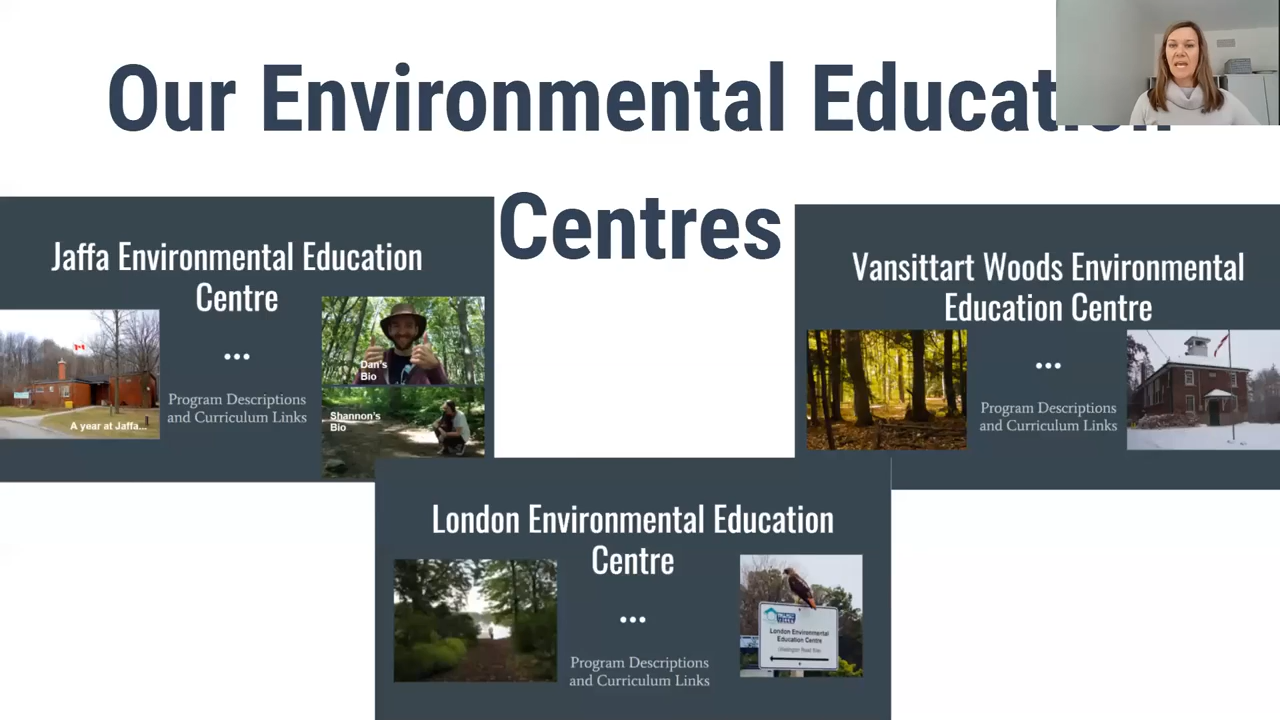 Our Environmental Education
Centres
Jaffa Environmental Education
Centre
...
Program Descriptions
and Curriculum Links
A year at Jaffa...
Dan's
Bio
Shannon's
Bio
Vansittart Woods Environmental
Education Centre
...
Program Descriptions
and Curriculum Links
London Environmental Education
Centre
...
Program Descriptions
and Curriculum Links
London Environmental
Education Centre